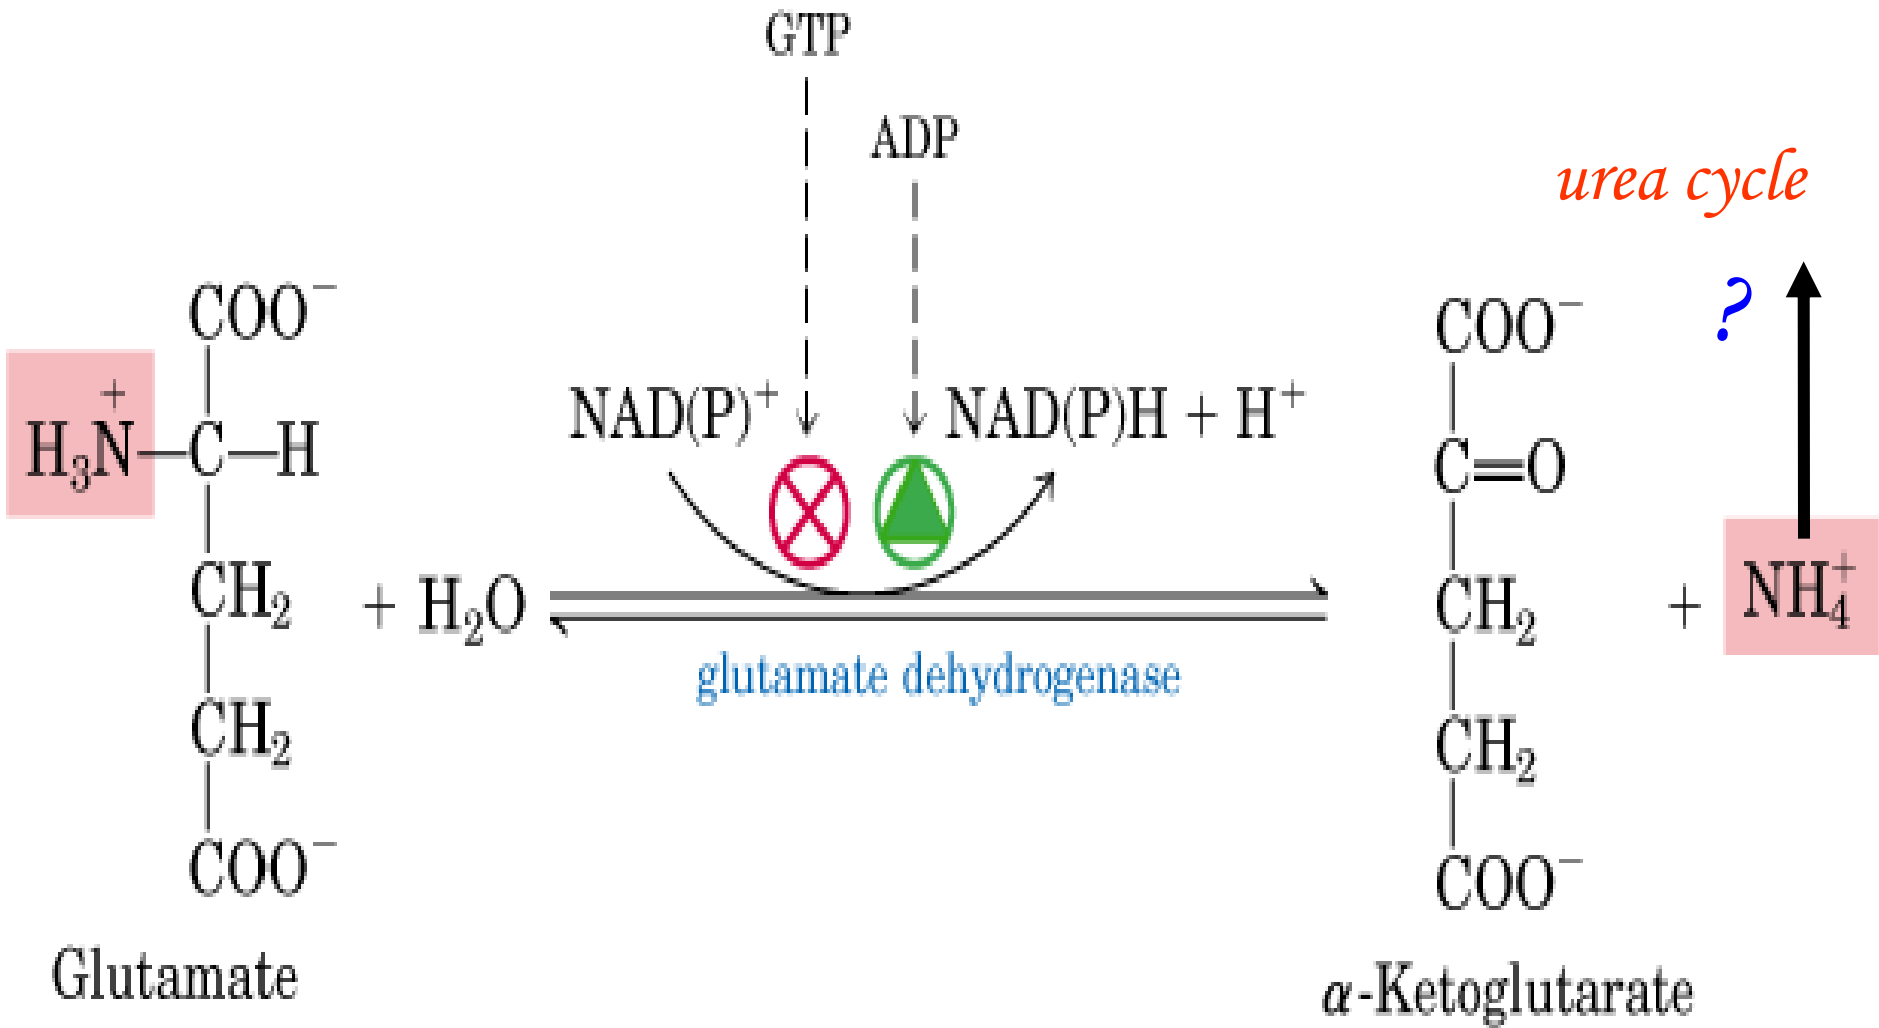 GTP
ADP
urea cycle
?
COO⁻
H₃N⁺—C—H
CH₂
CH₂
COO⁻
Glutamate
+ H₂O
NAD(P)⁺
NAD(P)H + H⁺
glutamate dehydrogenase
COO⁻
C=O
CH₂
CH₂
COO⁻
α-Ketoglutarate
+ NH₄⁺